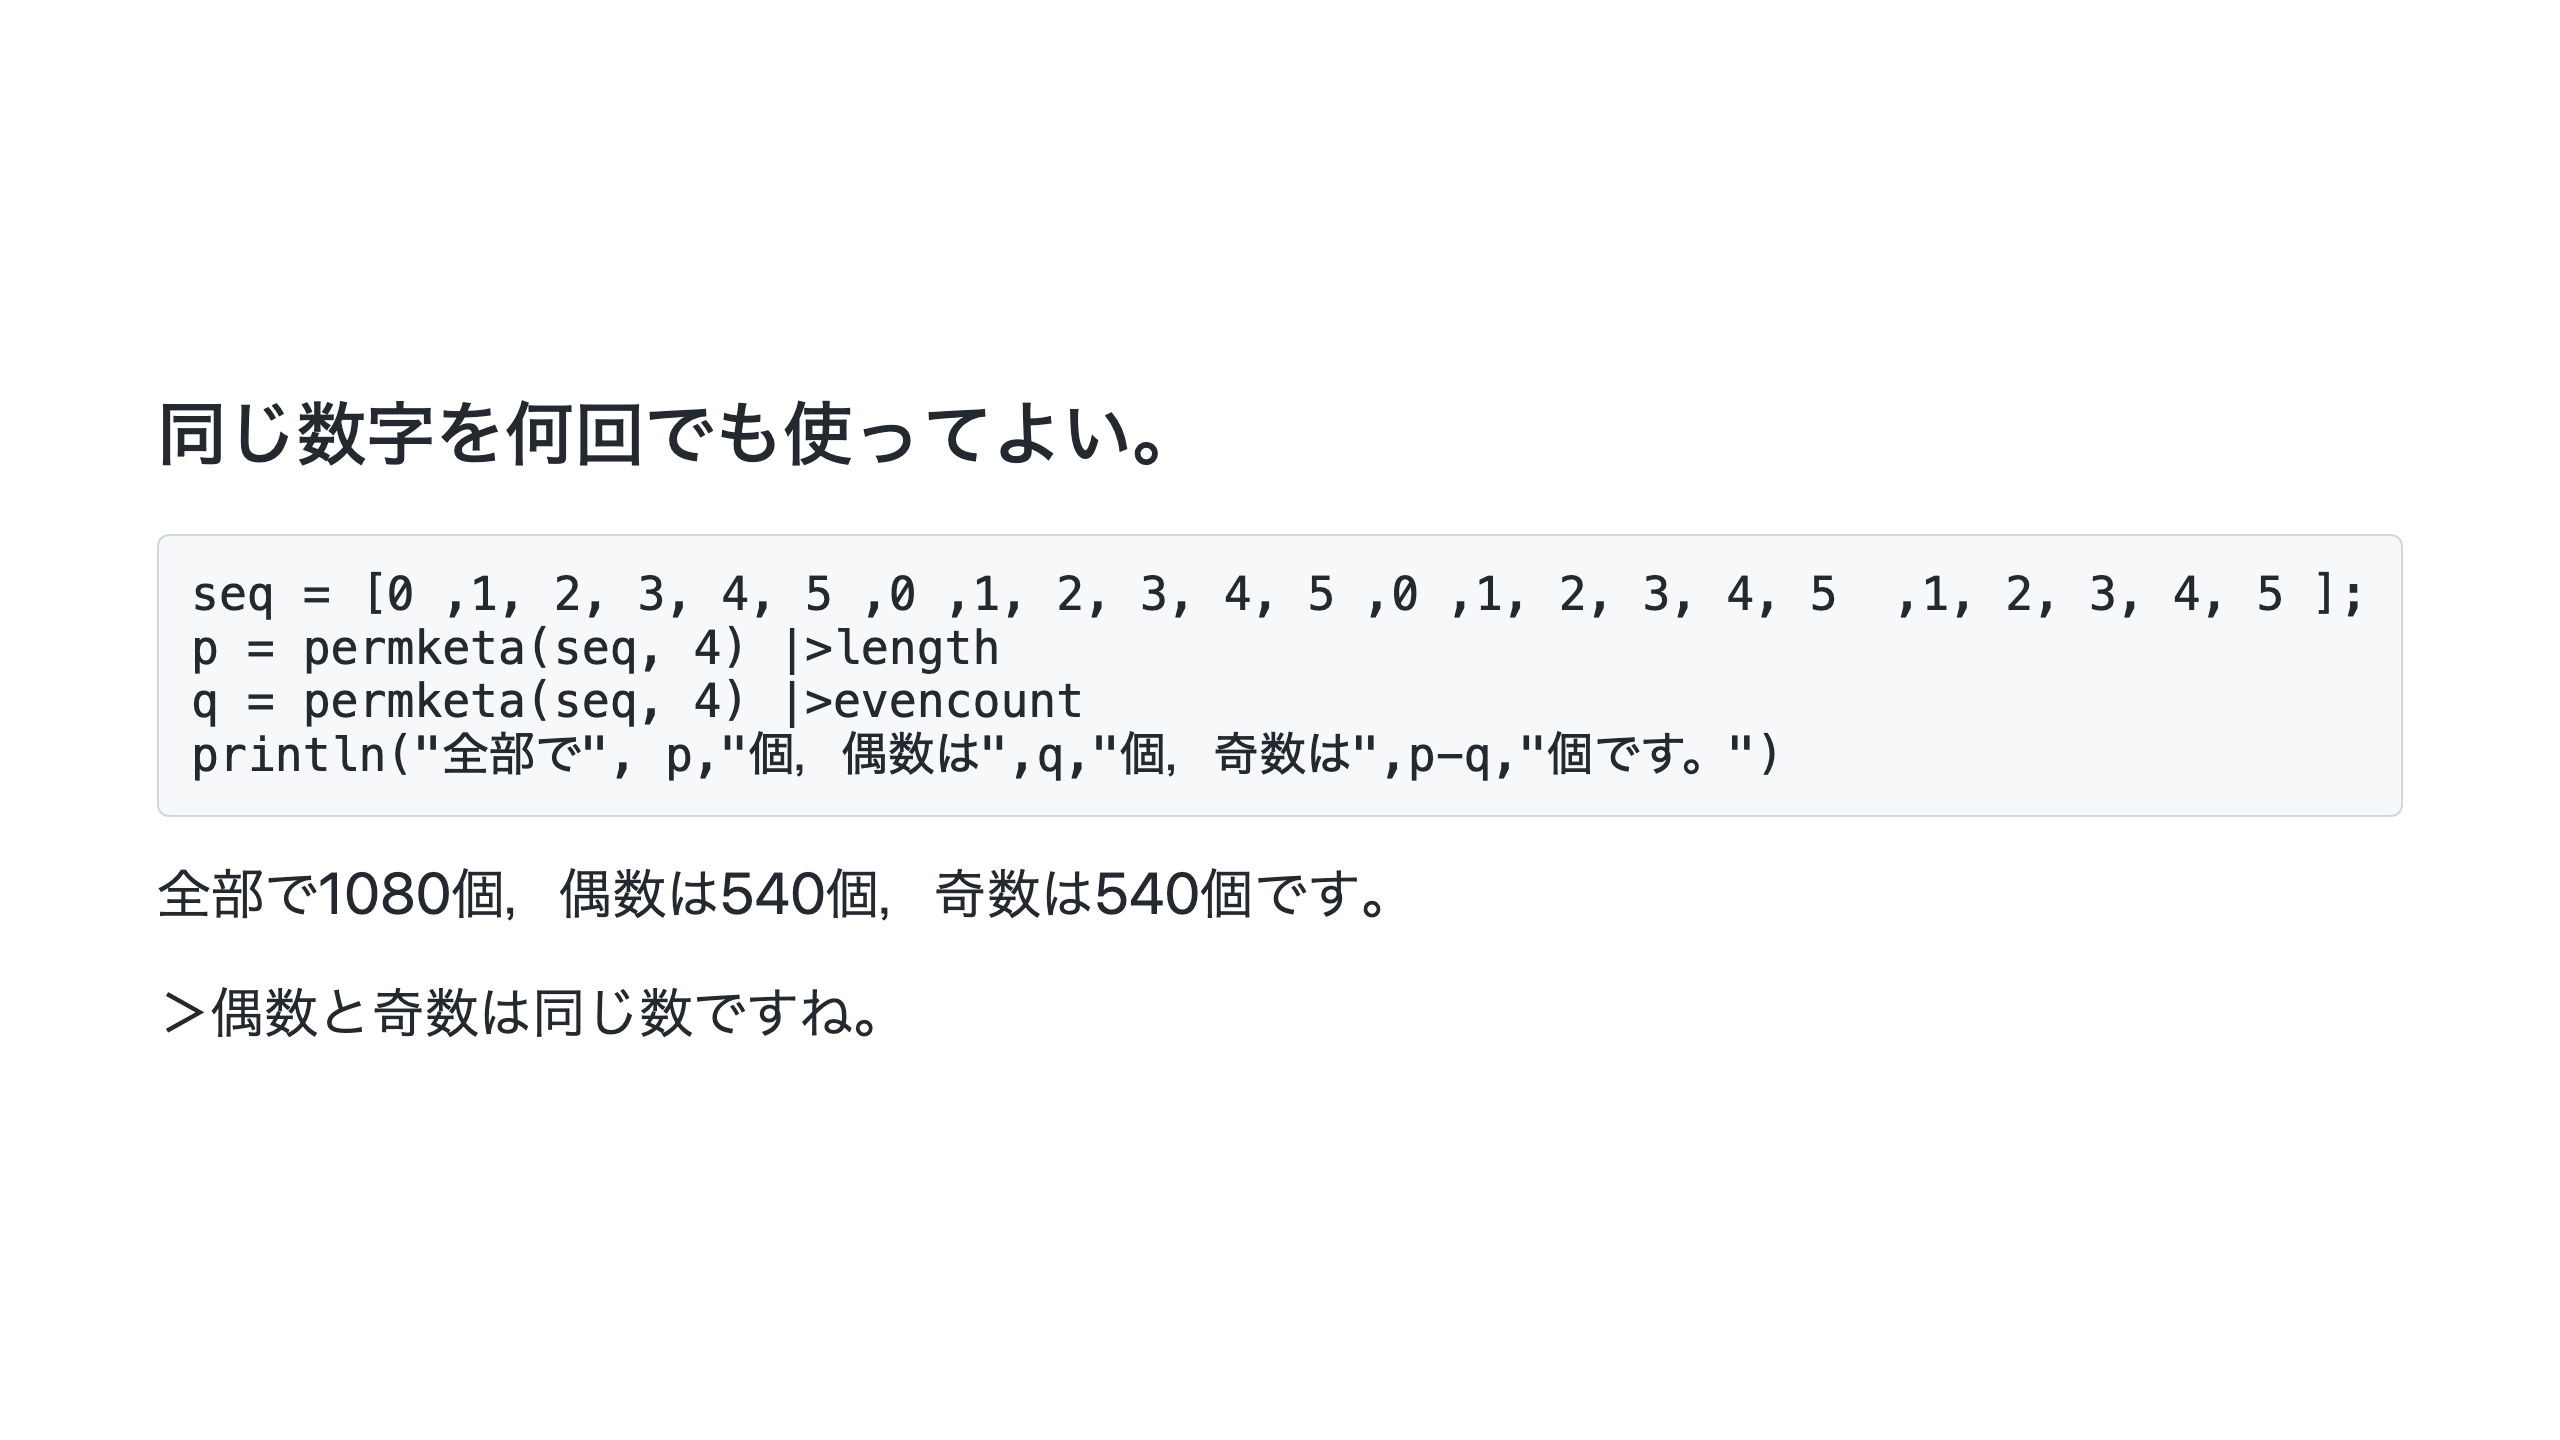 同じ数字を何回でも使ってよい。
seq = [0 ,1, 2, 3, 4, 5 ,0 ,1, 2, 3, 4, 5 ,0 ,1, 2, 3, 4, 5  ,1, 2, 3, 4, 5 ];
p = permketa(seq, 4) |>length
q = permketa(seq, 4) |>evencount
println("全部で", p,"個，偶数は",q,"個，奇数は",p-q,"個です。")
全部で1080個，偶数は540個，奇数は540個です。
＞偶数と奇数は同じ数ですね。